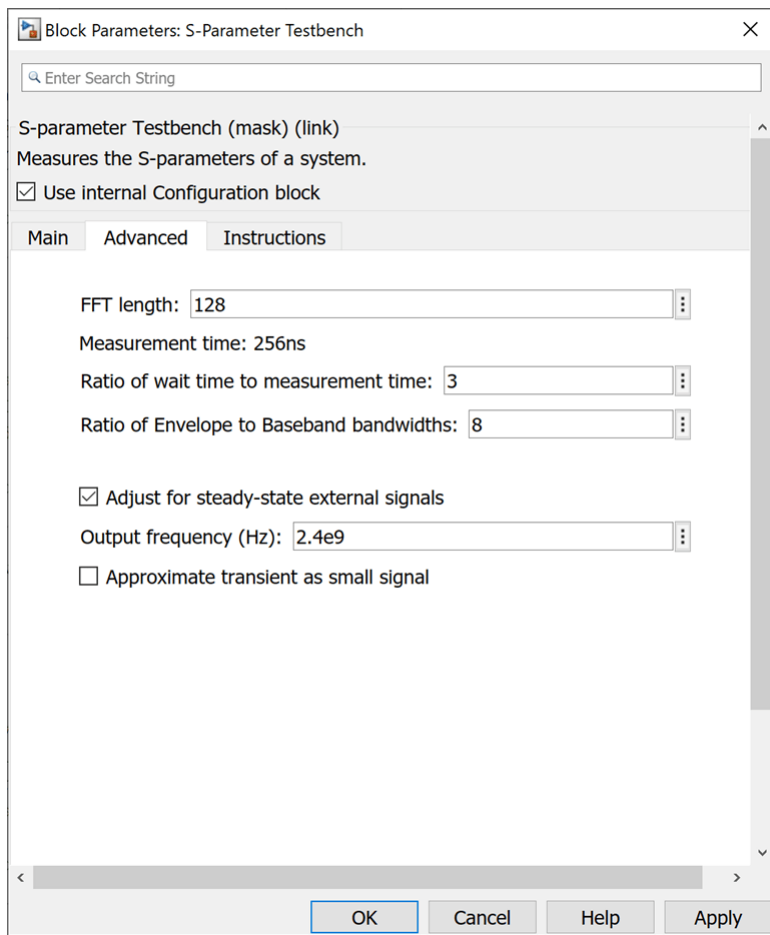 Block Parameters: S-Parameter Testbench
Enter Search String
S-parameter Testbench (mask) (link)
Measures the S-parameters of a system.
Use internal Configuration block
Main Advanced Instructions
FFT length: 128
Measurement time: 256ns
Ratio of wait time to measurement time: 3
Ratio of Envelope to Baseband bandwidths: 8
Adjust for steady-state external signals
Output frequency (Hz): 2.4e9
Approximate transient as small signal
OK Cancel Help Apply